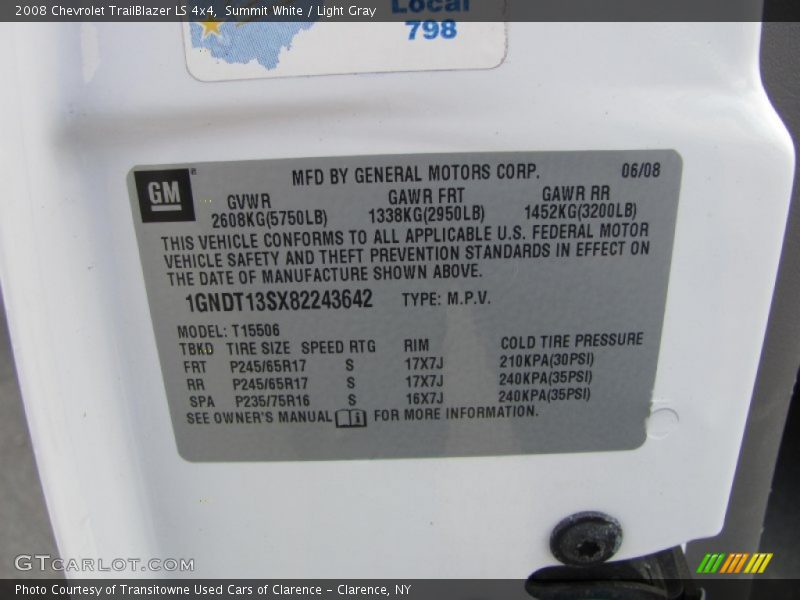 2008 Chevrolet TrailBlazer LS 4x4, Summit White / Light Gray
Local
798
GM
MFD BY GENERAL MOTORS CORP. 06/08
GVWR GAWR FRT GAWR RR
2608KG(5750LB) 1338KG(2950LB) 1452KG(3200LB)
THIS VEHICLE CONFORMS TO ALL APPLICABLE U.S. FEDERAL MOTOR
VEHICLE SAFETY AND THEFT PREVENTION STANDARDS IN EFFECT ON
THE DATE OF MANUFACTURE SHOWN ABOVE.
1GNDT13SX82243642 TYPE: M.P.V.
MODEL: T15506
TBKD TIRE SIZE SPEED RTG RIM COLD TIRE PRESSURE
FRT P245/65R17 S 17X7J 210KPA(30PSI)
RR P245/65R17 S 17X7J 240KPA(35PSI)
SPA P235/75R16 S 16X7J 240KPA(35PSI)
SEE OWNER'S MANUAL FOR MORE INFORMATION.
GTCarLot.com
Photo Courtesy of Transitowne Used Cars of Clarence - Clarence, NY